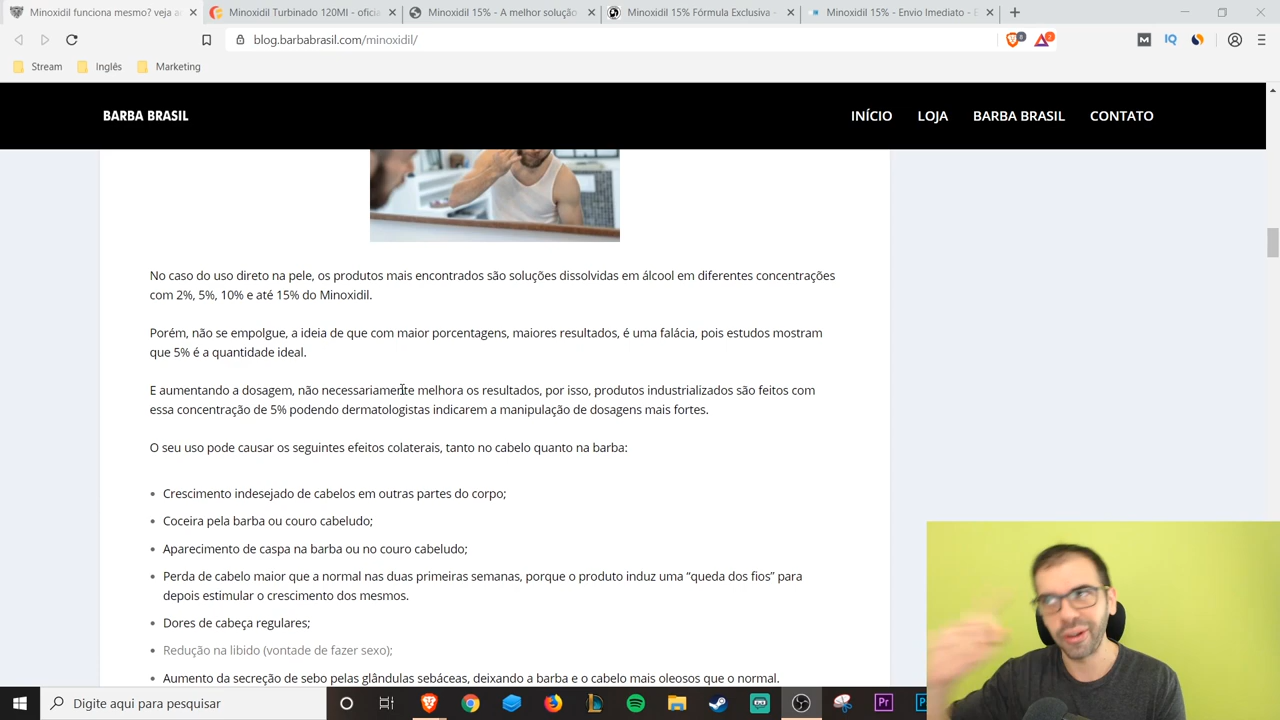 Minoxidil funciona mesmo? veja a
Minoxidil Turbinado 120Ml - oficia
Minoxidil 15% - A melhor solução
Minoxidil 15% Fórmula Exclusiva -
Minoxidil 15% - Envio Imediato - E
blog.barbabrasil.com/minoxidil/
Stream
Inglês
Marketing
BARBA BRASIL
INÍCIO
LOJA
BARBA BRASIL
CONTATO
No caso do uso direto na pele, os produtos mais encontrados são soluções dissolvidas em álcool em diferentes concentrações
com 2%, 5%, 10% e até 15% do Minoxidil.
Porém, não se empolgue, a ideia de que com maior porcentagens, maiores resultados, é uma falácia, pois estudos mostram
que 5% é a quantidade ideal.
E aumentando a dosagem, não necessariamente melhora os resultados, por isso, produtos industrializados são feitos com
essa concentração de 5% podendo dermatologistas indicarem a manipulação de dosagens mais fortes.
O seu uso pode causar os seguintes efeitos colaterais, tanto no cabelo quanto na barba:
Crescimento indesejado de cabelos em outras partes do corpo;
Coceira pela barba ou couro cabeludo;
Aparecimento de caspa na barba ou no couro cabeludo;
Perda de cabelo maior que a normal nas duas primeiras semanas, porque o produto induz uma “queda dos fios” para
depois estimular o crescimento dos mesmos.
Dores de cabeça regulares;
Redução na libido (vontade de fazer sexo);
Aumento da secreção de sebo pelas glândulas sebáceas, deixando a barba e o cabelo mais oleosos que o normal.
Digite aqui para pesquisar